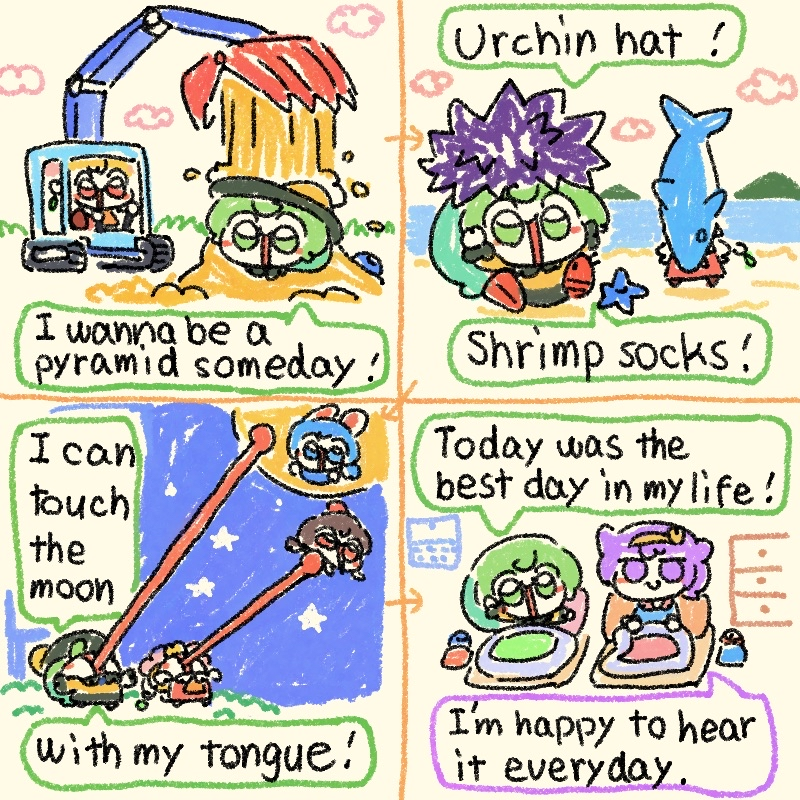 I wanna be a
pyramid someday!
Urchin hat !
Shrimp socks!
I can
touch
the
moon
with my tongue!
Today was the
best day in my life!
I'm happy to hear
it everyday.